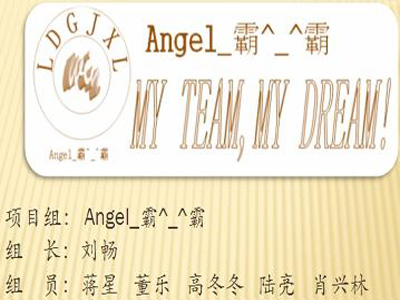 LDGJXL
Angel_霸^_^霸
Angel_霸^_^霸
MY TEAM, MY DREAM!
项目组: Angel_霸^_^霸
组　长: 刘畅
组　员: 蒋星 董乐 高冬冬 陆亮 肖兴林